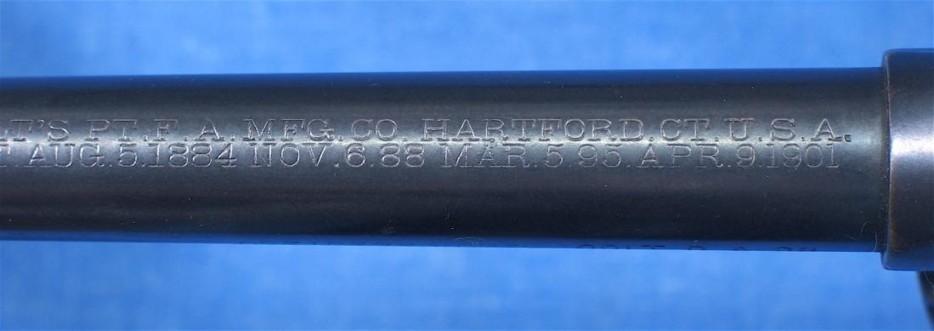 T'S PT. F. A. MFG. CO. HARTFORD. CT. U. S. A.
AUG. 5. 1884 NOV. 6. 88 MAR. 5 95. APR. 9 1901